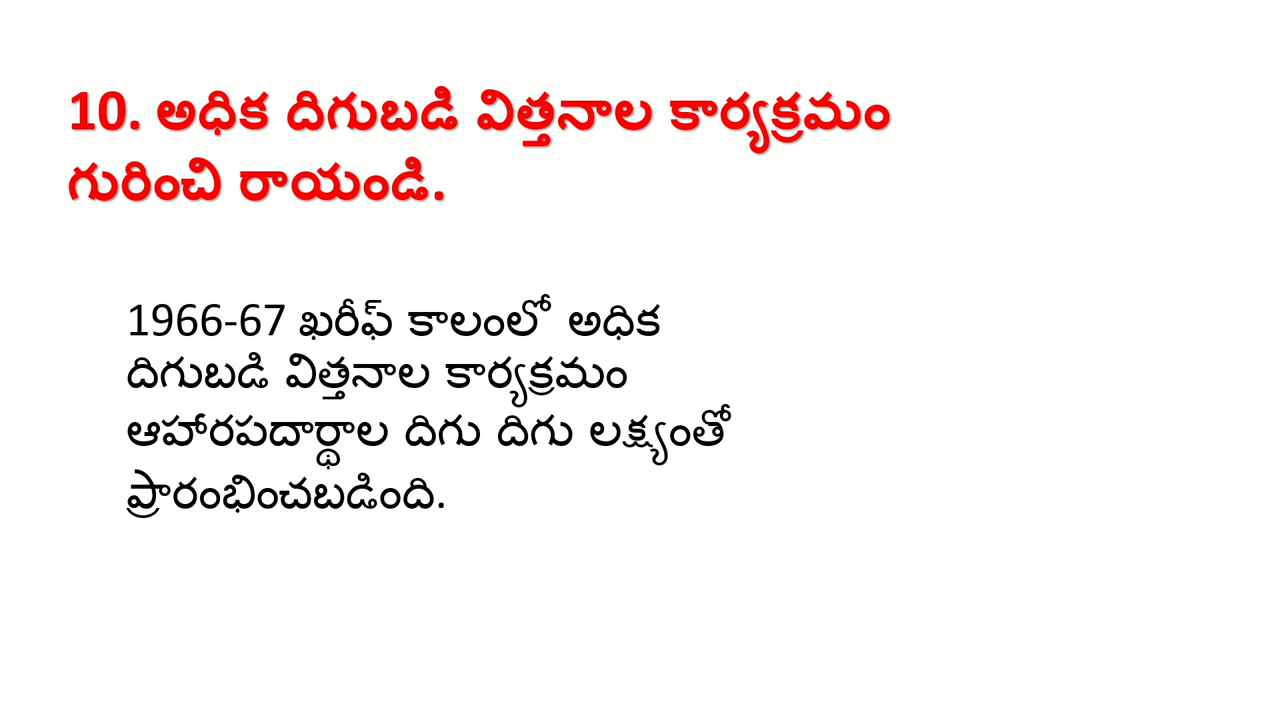 10. అధిక దిగుబడి విత్తనాల కార్యక్రమం
గురించి రాయండి.
1966-67 ఖరీఫ్ కాలంలో అధిక
దిగుబడి విత్తనాల కార్యక్రమం
ఆహారపదార్థాల దిగు దిగు లక్ష్యంతో
ప్రారంభించబడింది.